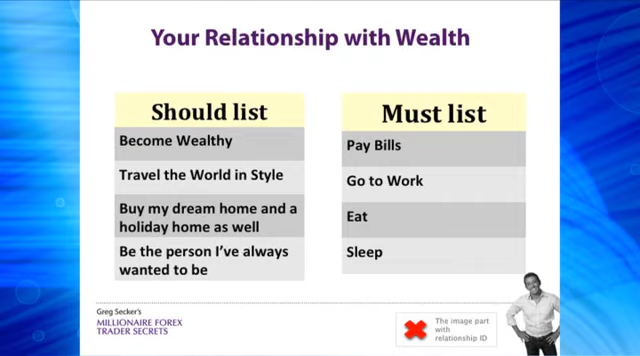 Your Relationship with Wealth
Should list
Become Wealthy
Travel the World in Style
Buy my dream home and a
holiday home as well
Be the person I've always
wanted to be
Must list
Pay Bills
Go to Work
Eat
Sleep
Greg Secker's
MILLIONAIRE FOREX
TRADER SECRETS
The image part
with
relationship ID